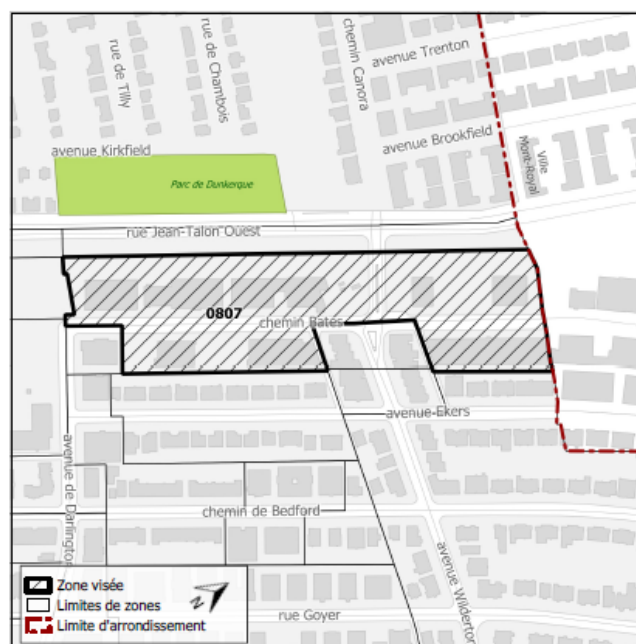 rue de Tilly
rue de Chambois
chemin Canora
avenue Trenton
avenue Brookfield
Ville
Mont-Royal
avenue Kirkfield
Parc de Dunkerque
rue Jean-Talon Ouest
0807
chemin Bates
avenue Ekers
avenue de Darlington
chemin de Bedford
avenue Wilderton
rue Goyer
Zone visée
Limites de zones
Limite d'arrondissement
N